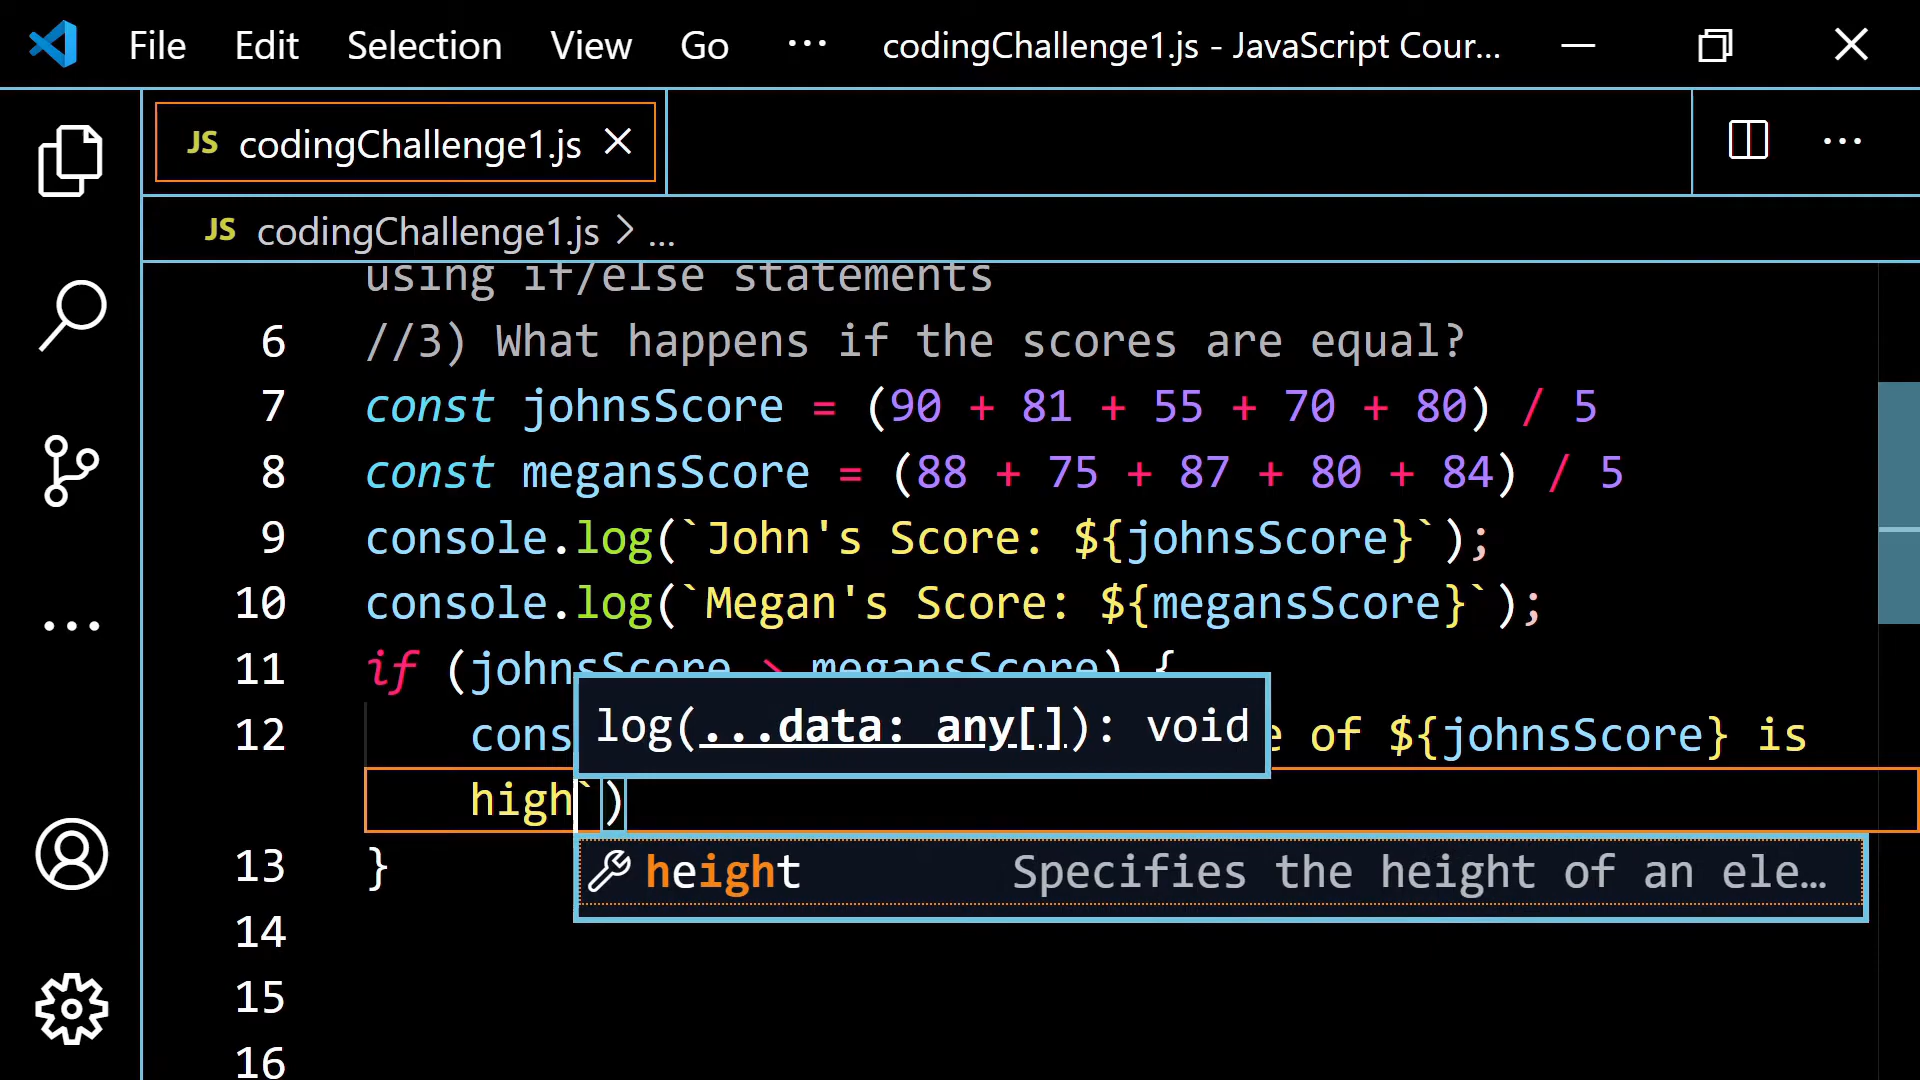 File Edit Selection View Go ··· codingChallenge1.js - JavaScript Cour...
JS codingChallenge1.js
JS codingChallenge1.js > ...
using if/else statements
6 //3) What happens if the scores are equal?
7 const johnsScore = (90 + 81 + 55 + 70 + 80) / 5
8 const megansScore = (88 + 75 + 87 + 80 + 84) / 5
9 console.log(`John's Score: ${johnsScore}`);
10 console.log(`Megan's Score: ${megansScore}`);
11 if (johnsScore > megansScore) {
log(...data: any[]): void
12 cons e of ${johnsScore} is
high`)
height Specifies the height of an ele...
13 }
14
15
16